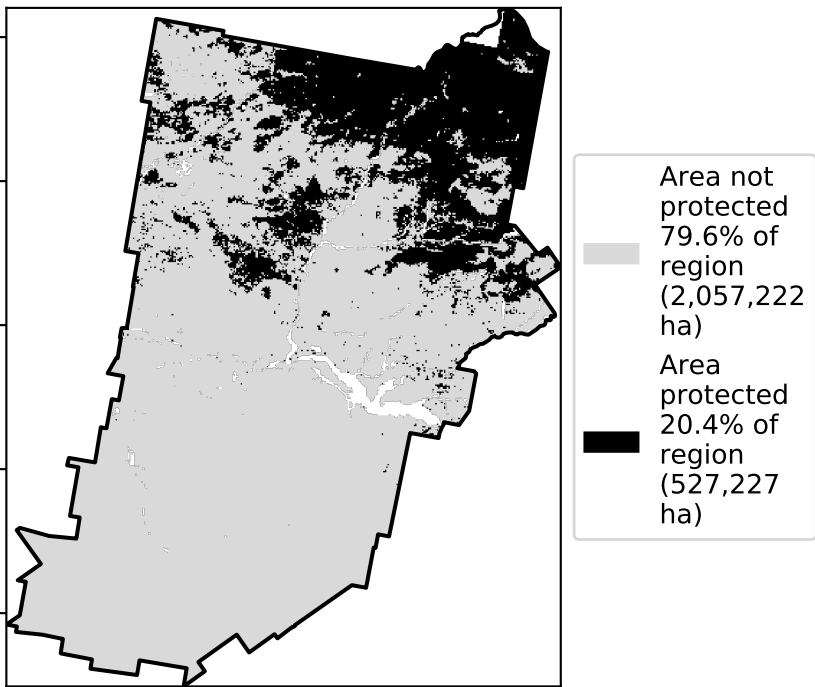 Area not
protected
79.6% of
region
(2,057,222
ha)
Area
protected
20.4% of
region
(527,227
ha)